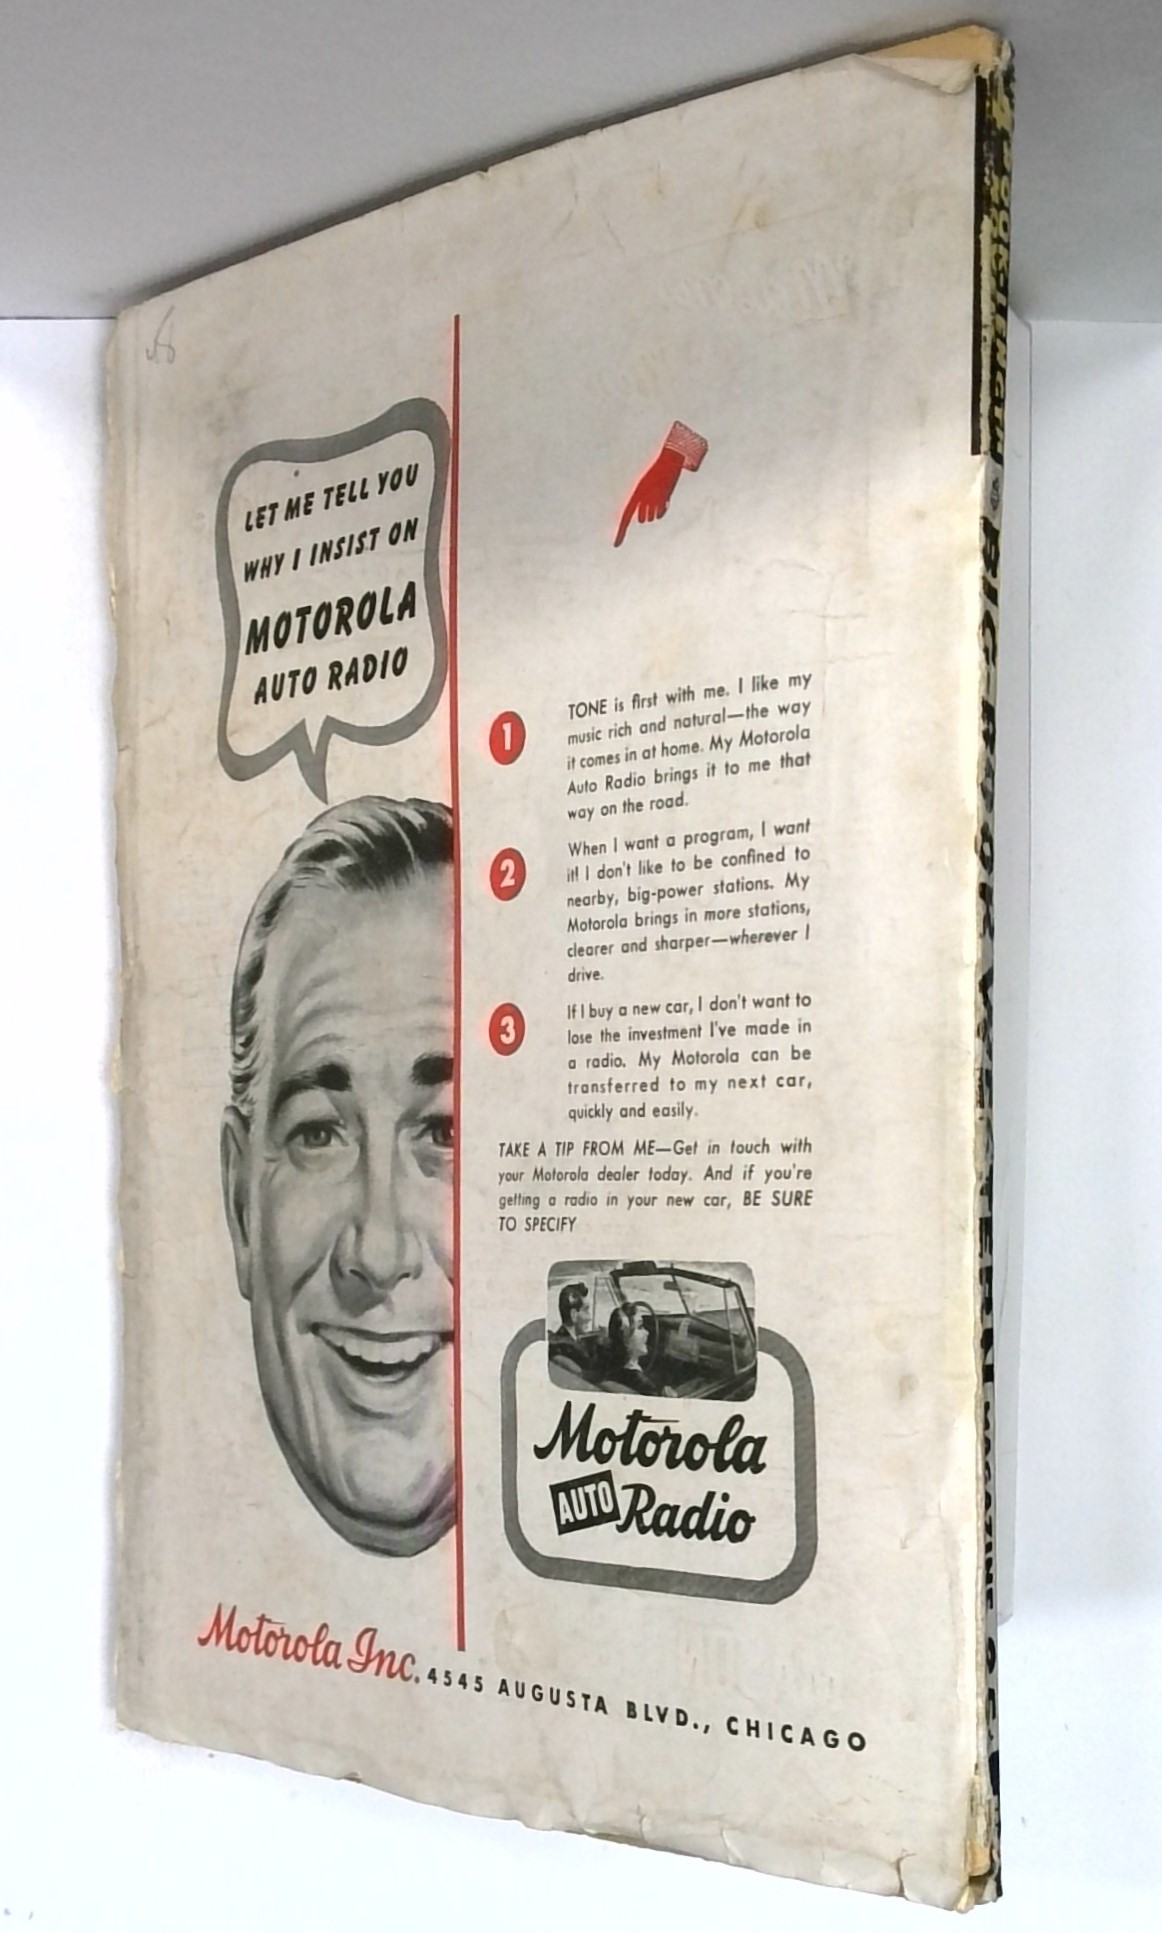 LET ME TELL YOU
WHY I INSIST ON
MOTOROLA
AUTO RADIO
1
TONE is first with me. I like my
music rich and natural—the way
it comes in at home. My Motorola
Auto Radio brings it to me that
way on the road.
2
When I want a program, I want
it! I don't like to be confined to
nearby, big-power stations. My
Motorola brings in more stations,
clearer and sharper—wherever I
drive.
3
If I buy a new car, I don't want to
lose the investment I've made in
a radio. My Motorola can be
transferred to my next car,
quickly and easily.
TAKE A TIP FROM ME—Get in touch with
your Motorola dealer today. And if you're
getting a radio in your new car, BE SURE
TO SPECIFY
Motorola
AUTO Radio
Motorola Inc. 4545 AUGUSTA BLVD., CHICAGO
BIG-BOOK WESTERN MAGAZINE